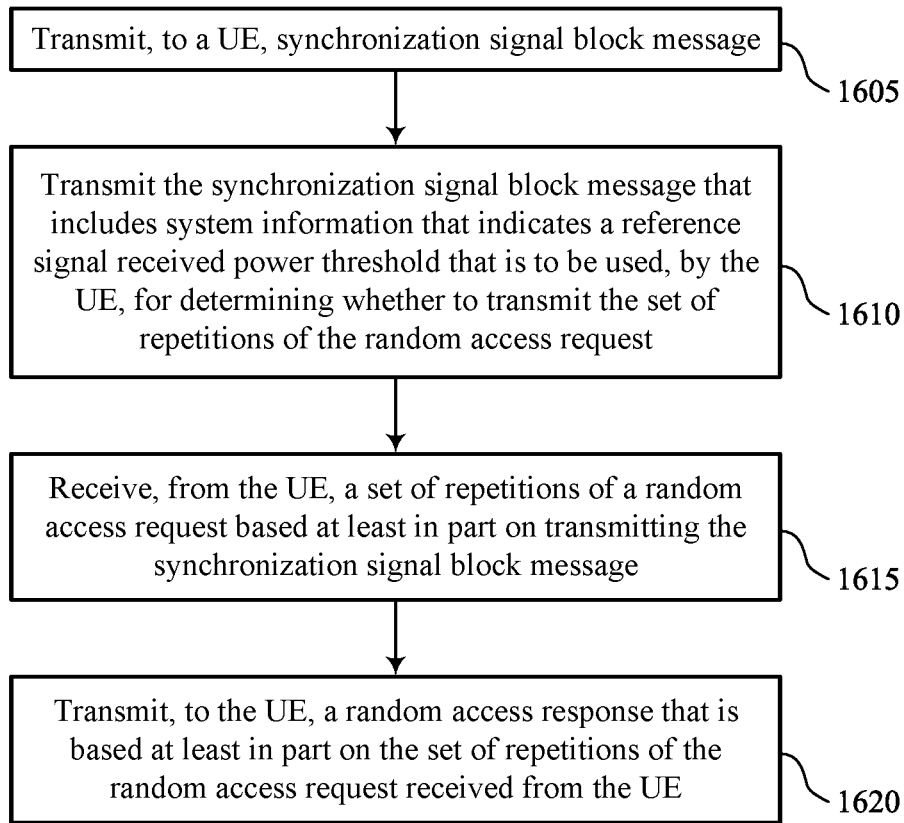 Transmit, to a UE, synchronization signal block message
1605
Transmit the synchronization signal block message that
includes system information that indicates a reference
signal received power threshold that is to be used, by the
UE, for determining whether to transmit the set of
repetitions of the random access request
1610
Receive, from the UE, a set of repetitions of a random
access request based at least in part on transmitting the
synchronization signal block message
1615
Transmit, to the UE, a random access response that is
based at least in part on the set of repetitions of the
random access request received from the UE
1620